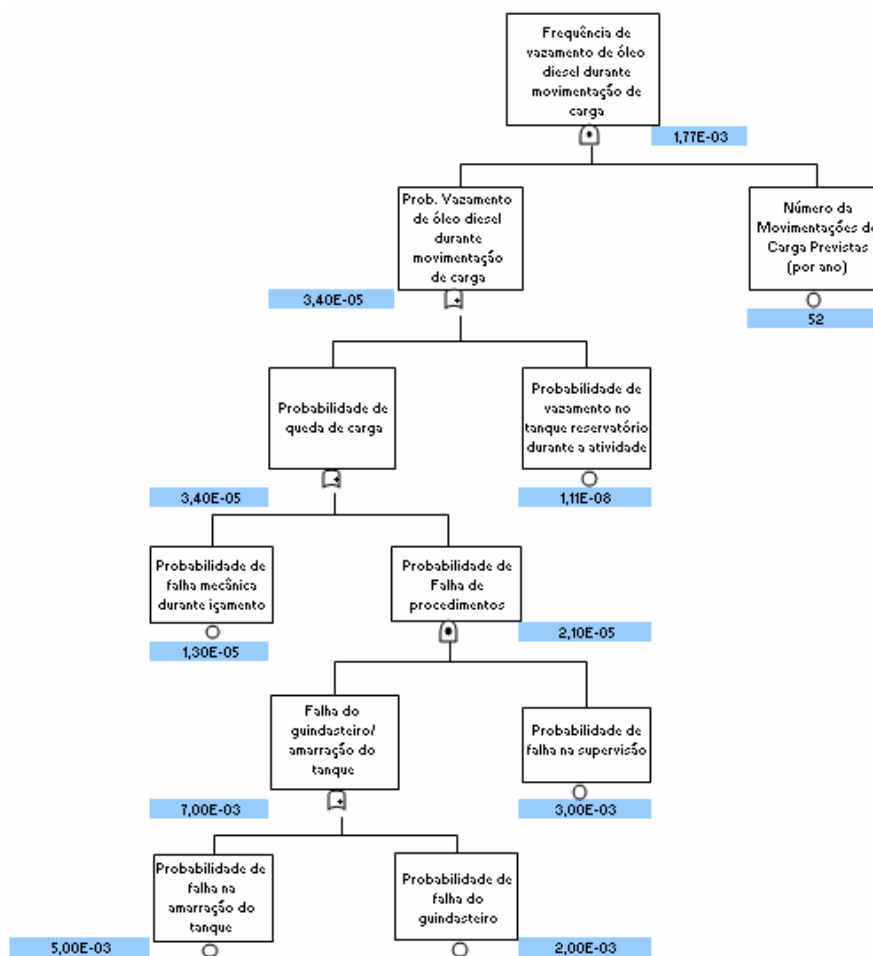 Frequência de
vazamento de óleo
diesel durante
movimentação de
carga
1,77E-03
Prob. Vazamento
de óleo diesel
durante
movimentação
de carga
3,40E-05
Número da
Movimentações de
Carga Previstas
(por ano)
52
Probabilidade de
queda de carga
3,40E-05
Probabilidade de
vazamento no
tanque reservatório
durante a atividade
1,11E-08
Probabilidade de
falha mecânica
durante içamento
1,30E-05
Probabilidade de
Falha de
procedimentos
2,10E-05
Falha do
guindasteiro/
amarração do
tanque
7,00E-03
Probabilidade de
falha na supervisão
3,00E-03
Probabilidade de
falha na
amarração do
tanque
5,00E-03
Probabilidade de
falha do
guindasteiro
2,00E-03